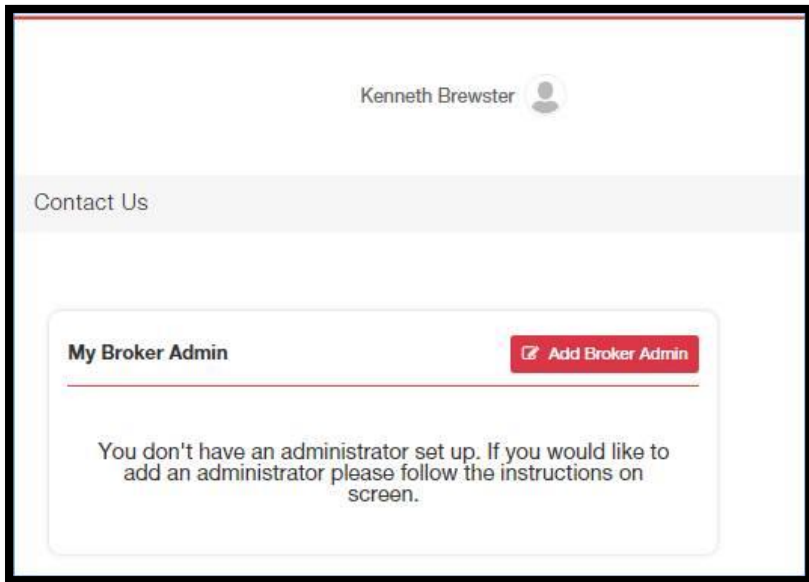 Kenneth Brewster
Contact Us
My Broker Admin
Add Broker Admin
You don't have an administrator set up. If you would like to
add an administrator please follow the instructions on
screen.